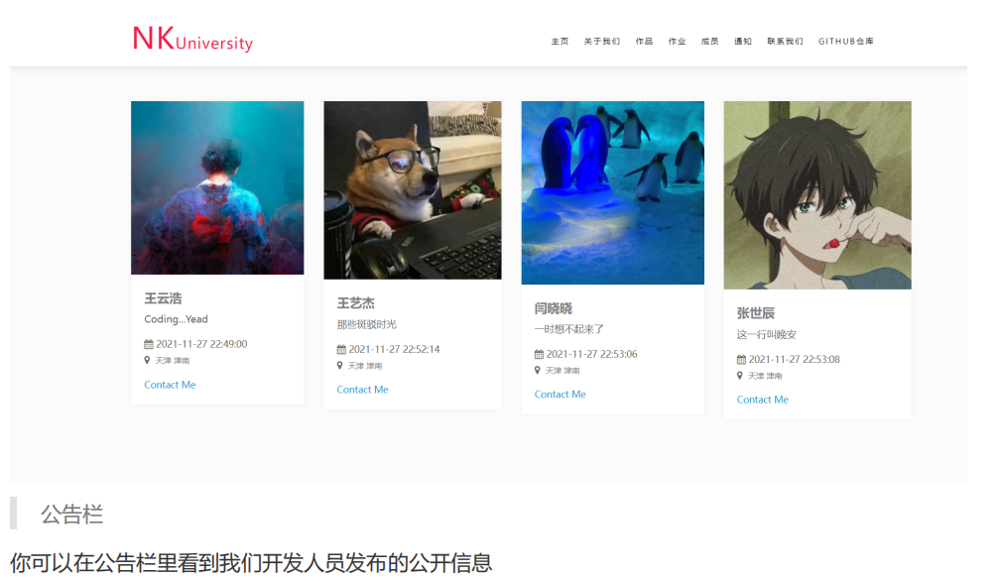 NKUniversity
主页 关于我们 作品 作业 成员 通知 联系我们 GITHUB仓库
王云浩
Coding...Yead
2021-11-27 22:49:00
天津 津南
Contact Me
王艺杰
那些斑驳时光
2021-11-27 22:52:14
天津 津南
Contact Me
闫晓晓
一时想不起来了
2021-11-27 22:53:06
天津 津南
Contact Me
张世辰
这一行叫晚安
2021-11-27 22:53:08
天津 津南
Contact Me
公告栏
你可以在公告栏里看到我们开发人员发布的公开信息